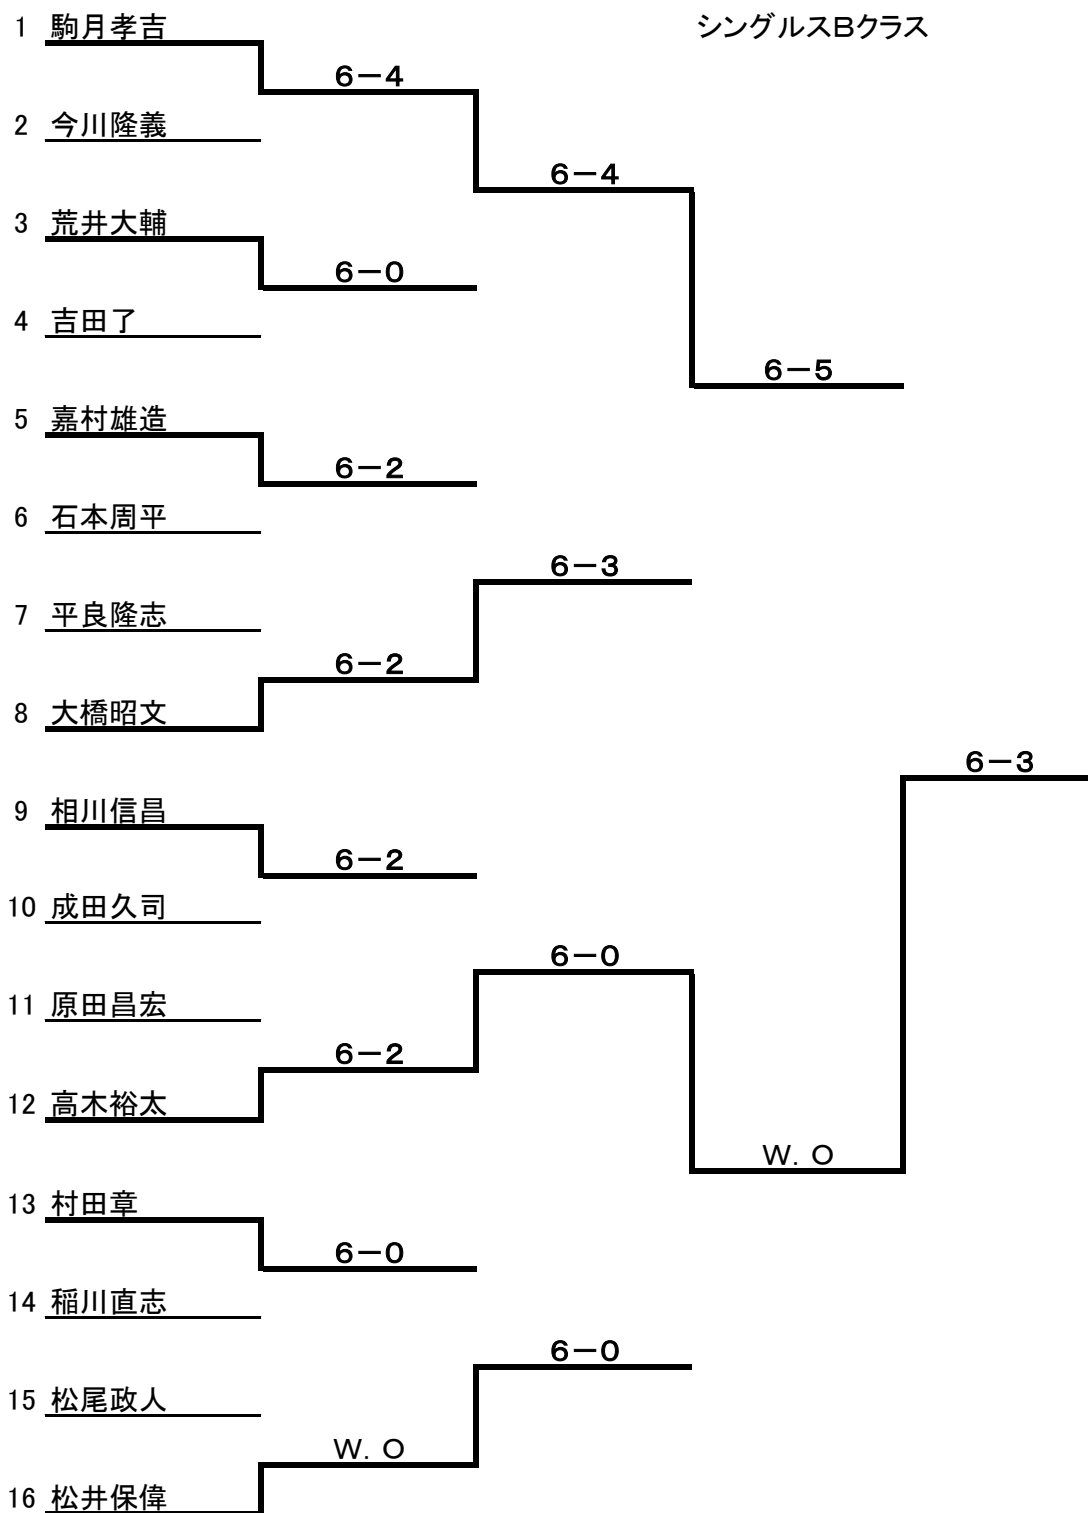 シングルスBクラス
1 駒月孝吉
6－4
2 今川隆義
6－4
3 荒井大輔
6－0
4 吉田了
6－5
5 嘉村雄造
6－2
6 石本周平
6－3
7 平良隆志
6－2
8 大橋昭文
6－3
9 相川信昌
6－2
10 成田久司
6－0
11 原田昌宏
6－2
12 高木裕太
W．O
13 村田章
6－0
14 稲川直志
6－0
15 松尾政人
W．O
16 松井保偉